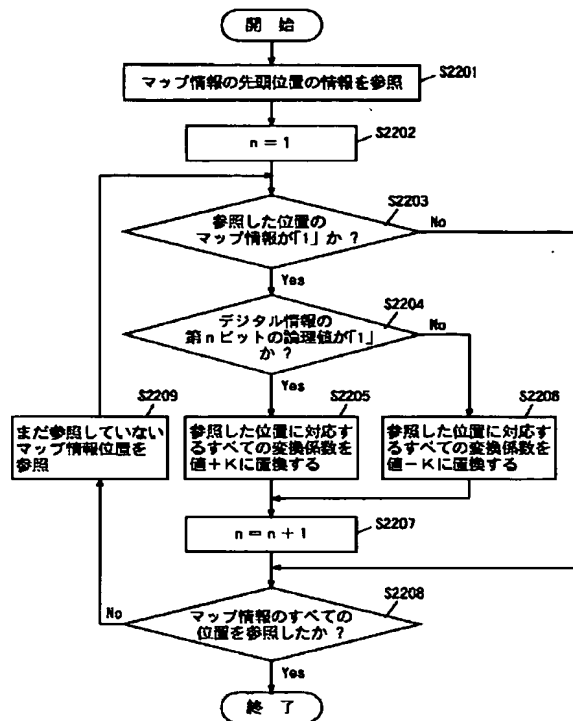 開 始
マップ情報の先頭位置の情報を参照
S2201
n = 1
S2202
参照した位置の
マップ情報が「1」か ?
S2203
No
Yes
デジタル情報の
第nビットの論理値が「1」
か ?
S2204
No
Yes
S2209
まだ参照していない
マップ情報位置を
参照
S2205
参照した位置に対応す
るすべての変換係数を
値+Kに置換する
S2206
参照した位置に対応す
るすべての変換係数を
値-Kに置換する
n = n + 1
S2207
マップ情報のすべての
位置を参照したか ?
S2208
No
Yes
終 了